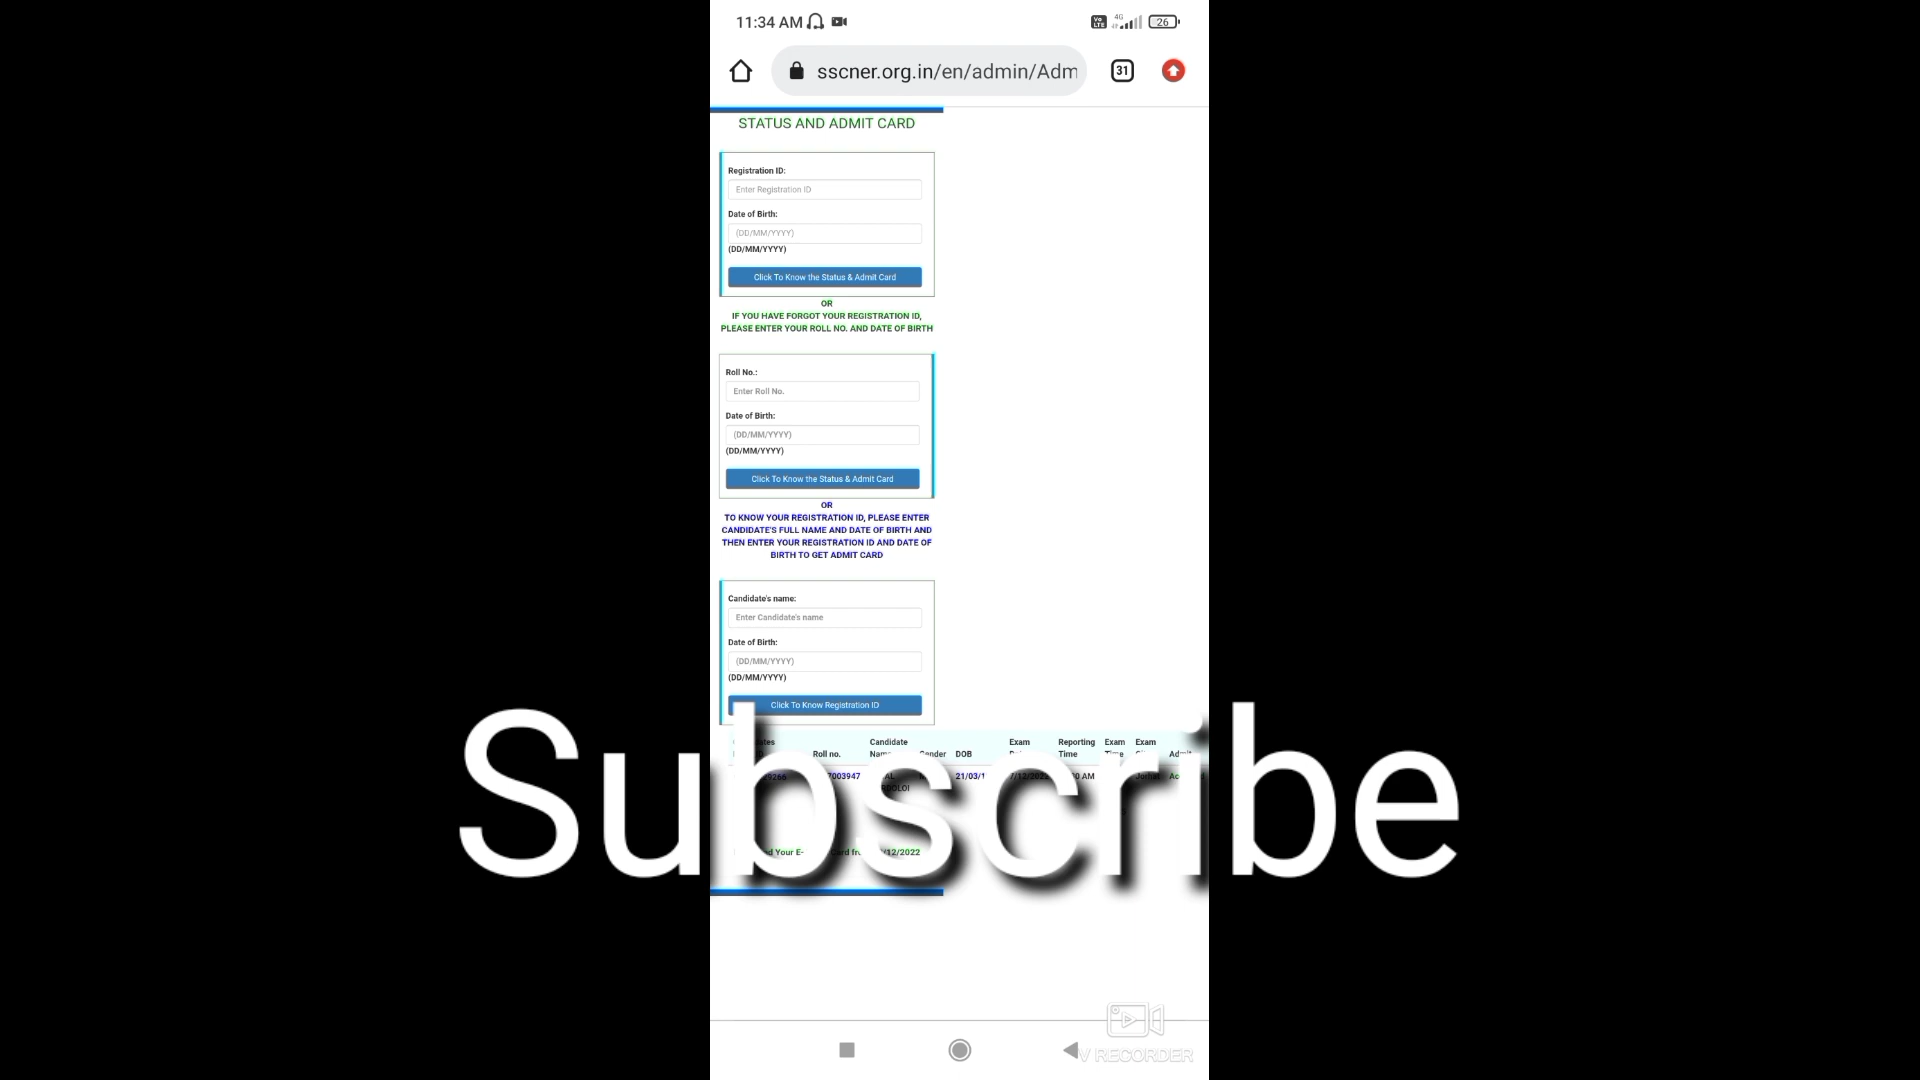 11:34 AM
4G
26
sscner.org.in/en/admin/Adm
31
STATUS AND ADMIT CARD
Registration ID:
Enter Registration ID
Date of Birth:
(DD/MM/YYYY)
(DD/MM/YYYY)
Click To Know the Status & Admit Card
OR
IF YOU HAVE FORGOT YOUR REGISTRATION ID,
PLEASE ENTER YOUR ROLL NO. AND DATE OF BIRTH
Roll No.:
Enter Roll No.
Date of Birth:
(DD/MM/YYYY)
(DD/MM/YYYY)
Click To Know the Status & Admit Card
OR
TO KNOW YOUR REGISTRATION ID, PLEASE ENTER
CANDIDATE'S FULL NAME AND DATE OF BIRTH AND
THEN ENTER YOUR REGISTRATION ID AND DATE OF
BIRTH TO GET ADMIT CARD
Candidate's name:
Enter Candidate's name
Date of Birth:
(DD/MM/YYYY)
(DD/MM/YYYY)
Click To Know Registration ID
Candidate Exam Reporting Exam Exam
Roll no. DOB Time
Subscribe
Your
V RECORDER